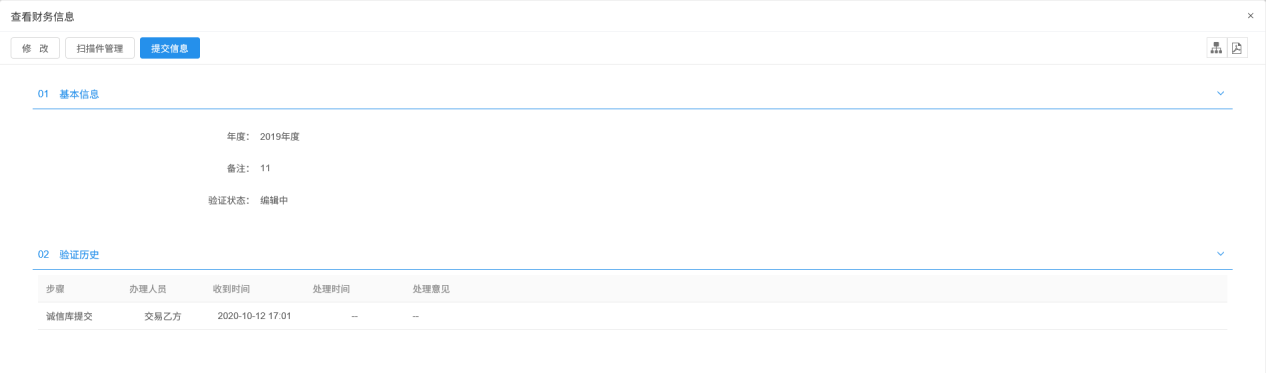 查看财务信息 ×
修 改 扫描件管理 提交信息
01 基本信息
年度： 2019年度
备注： 11
验证状态： 编辑中
02 验证历史
步骤 办理人员 收到时间 处理时间 处理意见
诚信库提交 交易乙方 2020-10-12 17:01 -- --